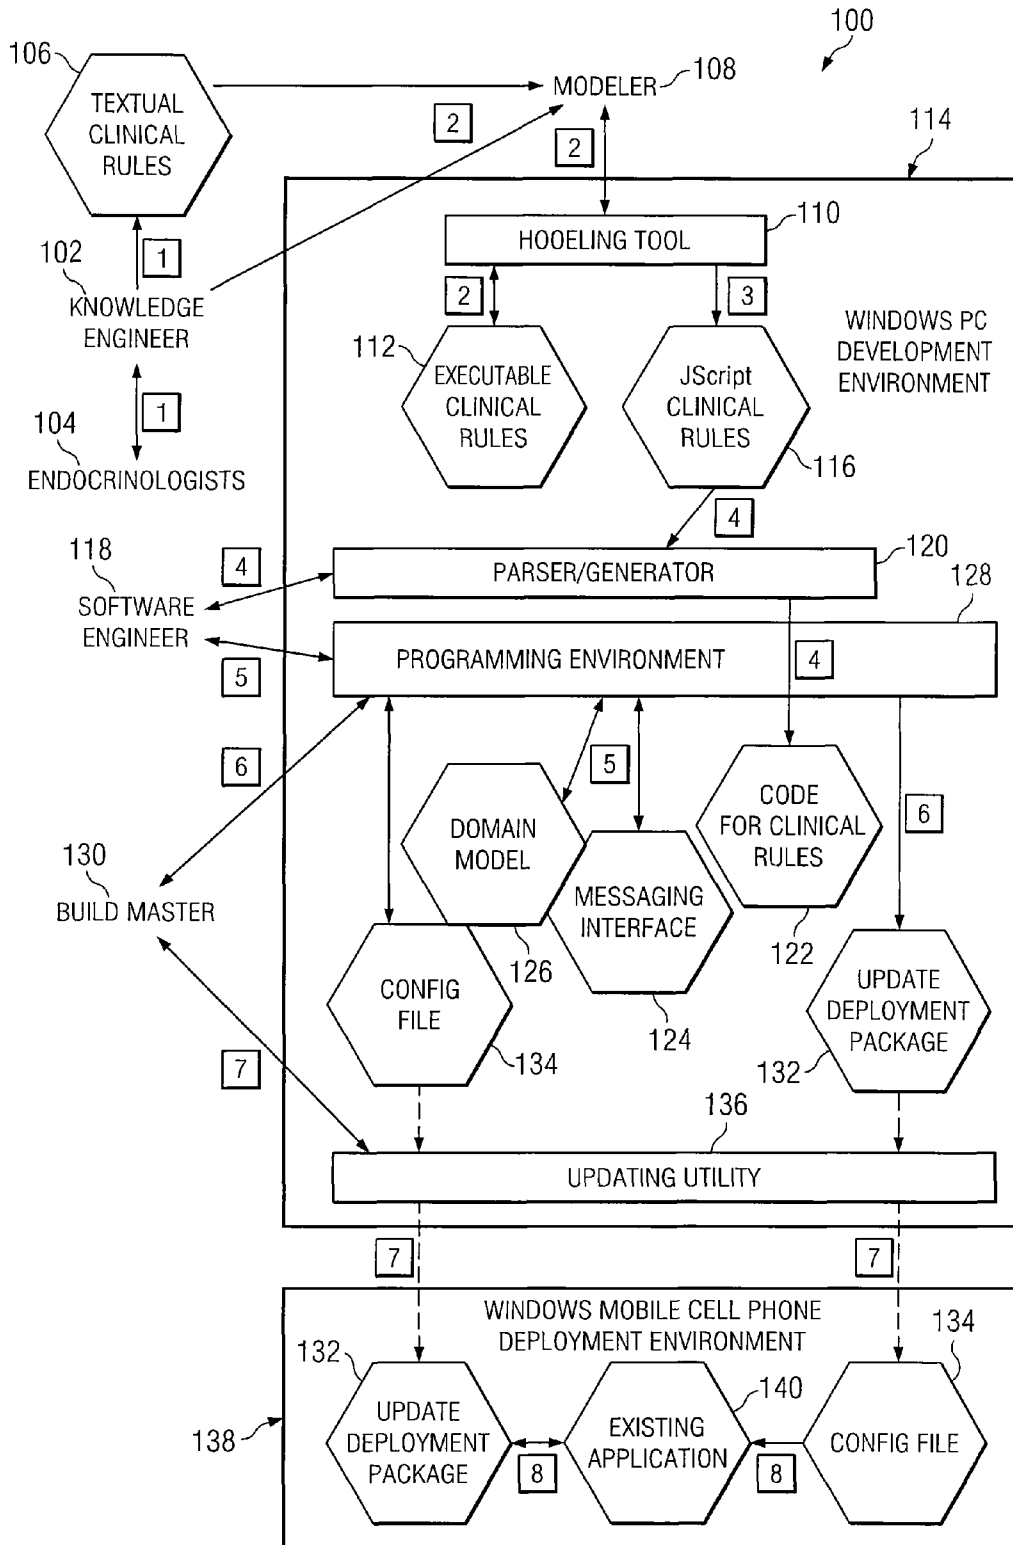 100
106
TEXTUAL
CLINICAL
RULES
MODELER
108
2
2
114
1
102
KNOWLEDGE
ENGINEER
HOOELING TOOL
110
2
3
112
EXECUTABLE
CLINICAL
RULES
JScript
CLINICAL
RULES
116
WINDOWS PC
DEVELOPMENT
ENVIRONMENT
1
104
ENDOCRINOLOGISTS
4
118
SOFTWARE
ENGINEER
4
PARSER/GENERATOR
120
128
5
PROGRAMMING ENVIRONMENT
4
6
5
DOMAIN
MODEL
126
MESSAGING
INTERFACE
124
CODE
FOR CLINICAL
RULES
122
6
130
BUILD MASTER
CONFIG
FILE
134
UPDATE
DEPLOYMENT
PACKAGE
132
7
136
UPDATING UTILITY
7
7
WINDOWS MOBILE CELL PHONE
DEPLOYMENT ENVIRONMENT
138
132
UPDATE
DEPLOYMENT
PACKAGE
8
140
EXISTING
APPLICATION
8
134
CONFIG FILE